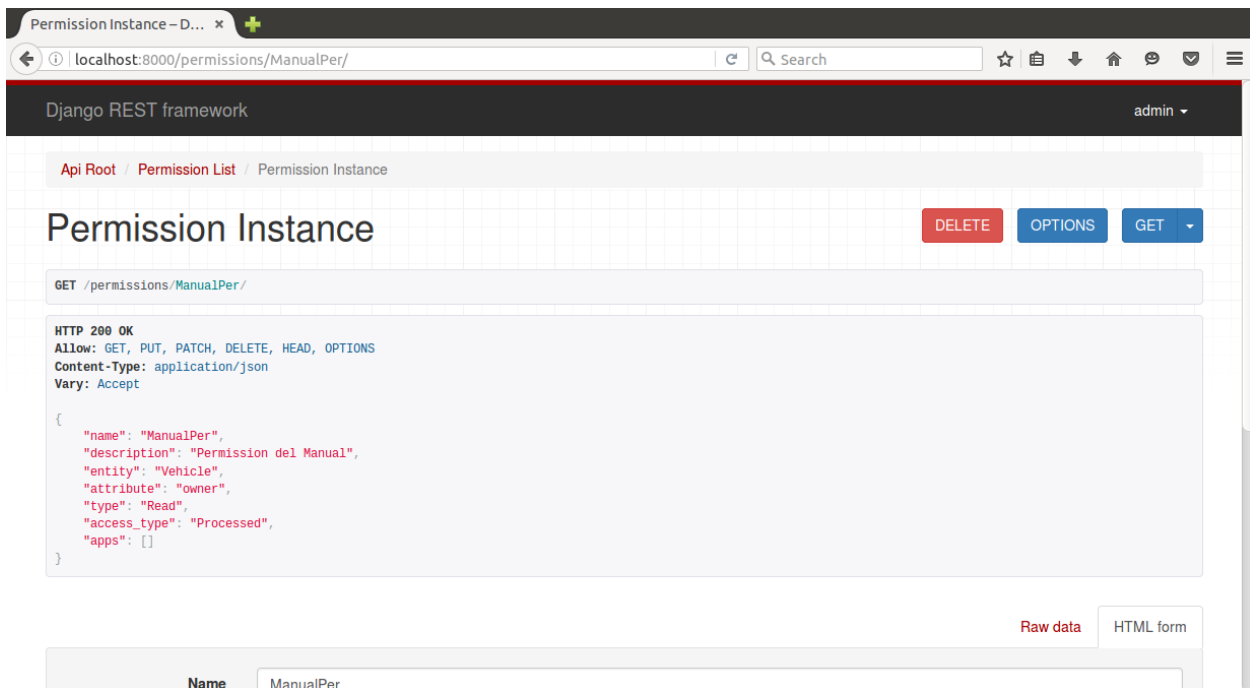 Permission Instance – D... ×
localhost:8000/permissions/ManualPer/
Search
Django REST framework
admin
Api Root / Permission List / Permission Instance
Permission Instance
DELETE
OPTIONS
GET
GET /permissions/ManualPer/
HTTP 200 OK
Allow: GET, PUT, PATCH, DELETE, HEAD, OPTIONS
Content-Type: application/json
Vary: Accept
{
    "name": "ManualPer",
    "description": "Permission del Manual",
    "entity": "Vehicle",
    "attribute": "owner",
    "type": "Read",
    "access_type": "Processed",
    "apps": []
}
Raw data
HTML form
Name
ManualPer